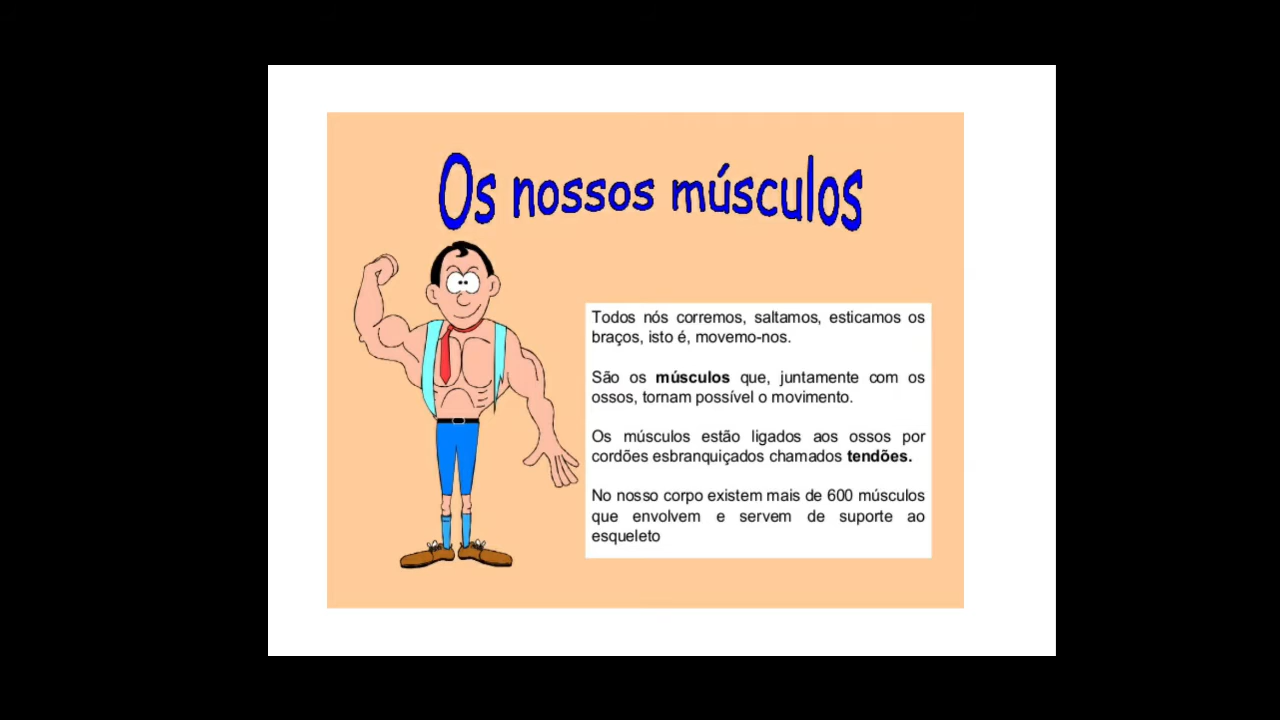 Os nossos músculos
Todos nós corremos, saltamos, esticamos os
braços, isto é, movemo-nos.
São os músculos que, juntamente com os
ossos, tornam possível o movimento.
Os músculos estão ligados aos ossos por
cordões esbranquiçados chamados tendões.
No nosso corpo existem mais de 600 músculos
que envolvem e servem de suporte ao
esqueleto